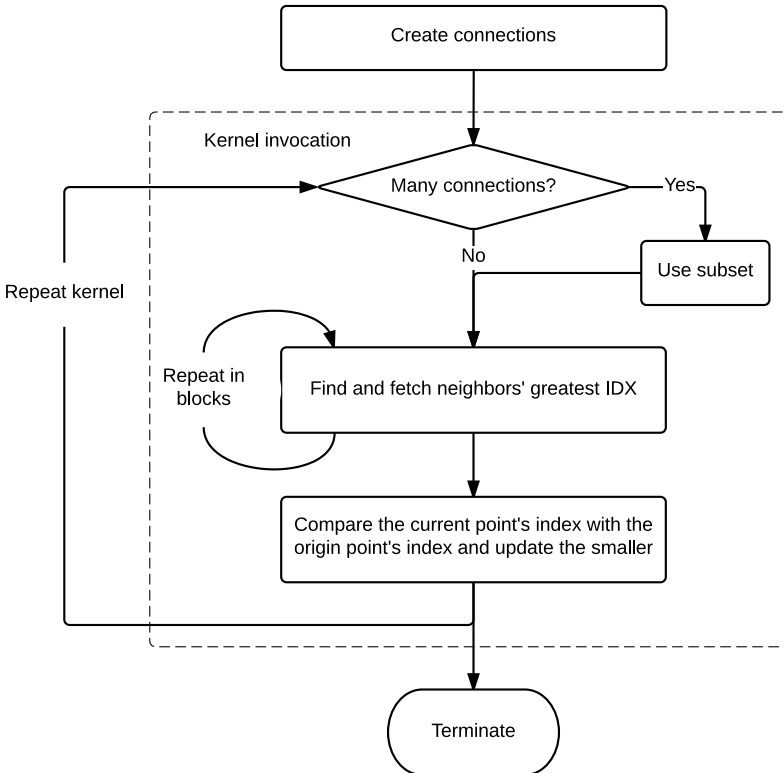 Create connections
Kernel invocation
Many connections?
Yes
No
Use subset
Repeat kernel
Repeat in
blocks
Find and fetch neighbors' greatest IDX
Compare the current point's index with the
origin point's index and update the smaller
Terminate